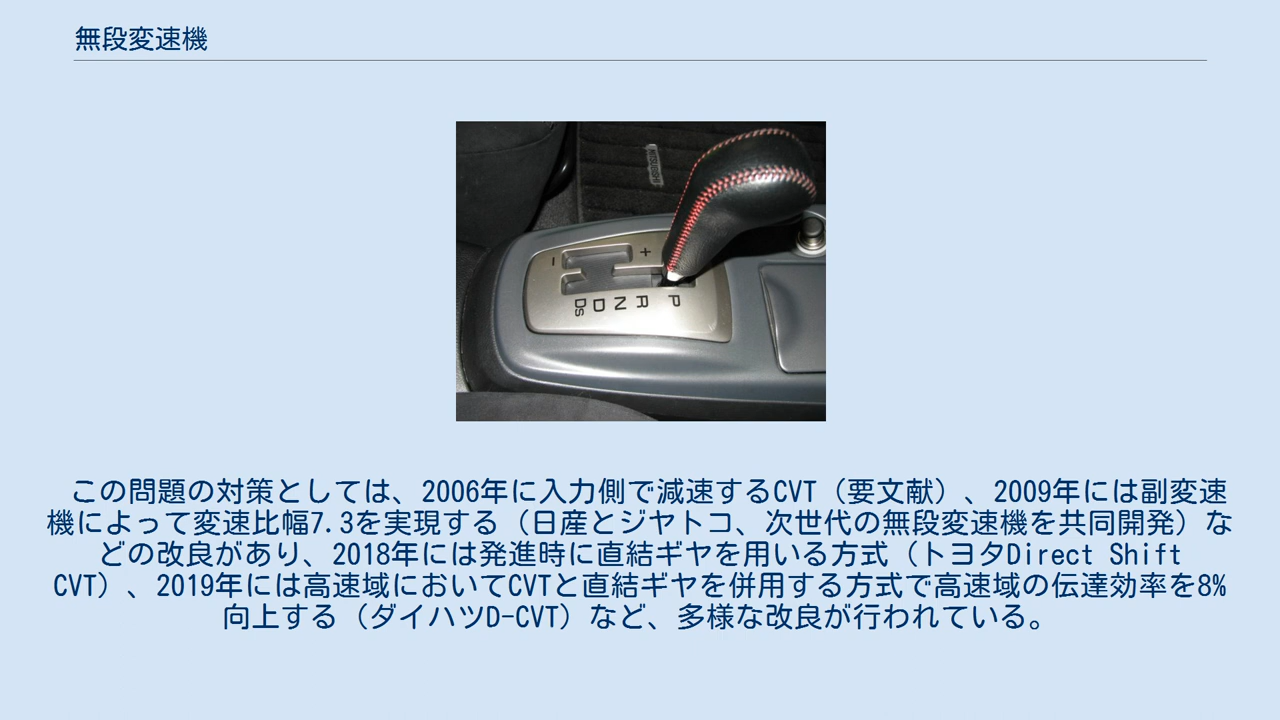 無段変速機
MITSUBISHI
－
+
Ds D N R P
この問題の対策としては、2006年に入力側で減速するCVT（要文献）、2009年には副変速
機によって変速比幅7.3を実現する（日産とジヤトコ、次世代の無段変速機を共同開発）な
どの改良があり、2018年には発進時に直結ギヤを用いる方式（トヨタDirect Shift
CVT）、2019年には高速域においてCVTと直結ギヤを併用する方式で高速域の伝達効率を8%
向上する（ダイハツD-CVT）など、多様な改良が行われている。